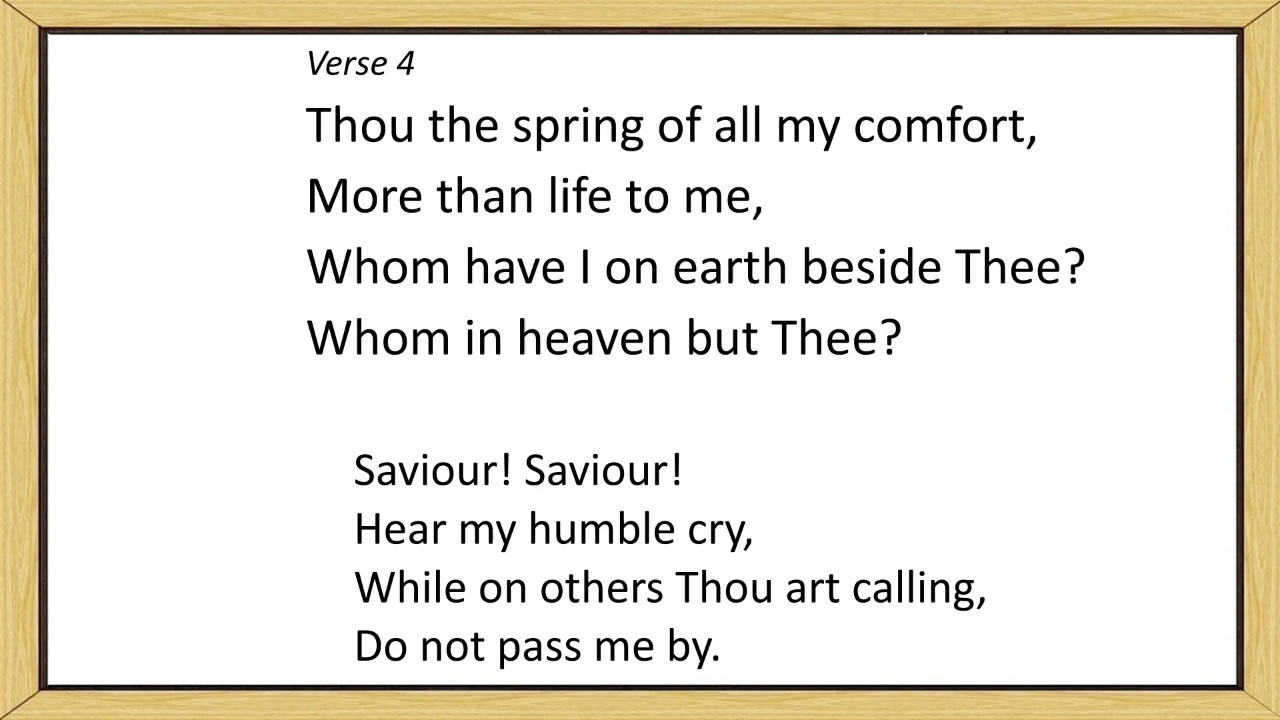 Verse 4
Thou the spring of all my comfort,
More than life to me,
Whom have I on earth beside Thee?
Whom in heaven but Thee?
Saviour! Saviour!
Hear my humble cry,
While on others Thou art calling,
Do not pass me by.